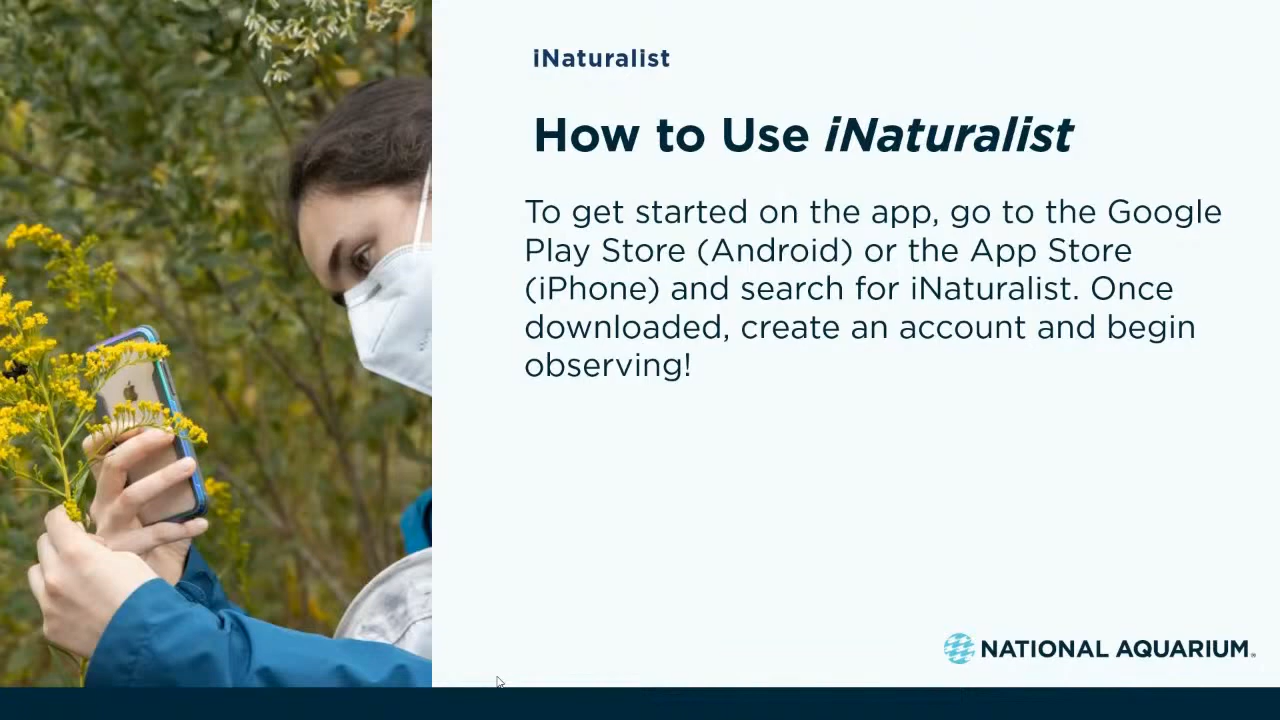 iNaturalist
How to Use iNaturalist
To get started on the app, go to the Google
Play Store (Android) or the App Store
(iPhone) and search for iNaturalist. Once
downloaded, create an account and begin
observing!
NATIONAL AQUARIUM